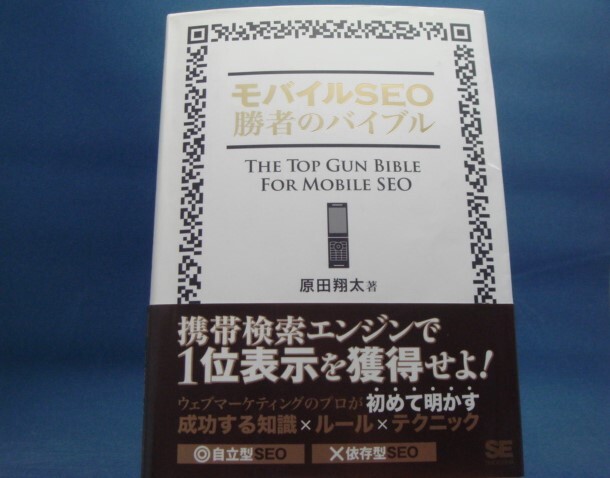 モバイルSEO
勝者のバイブル
THE TOP GUN BIBLE
FOR MOBILE SEO
原田翔太 著
携帯検索エンジンで
1位表示を獲得せよ!
ウェブマーケティングのプロが 初めて明かす
成功する知識×ルール×テクニック
◎自立型SEO ×依存型SEO
SE